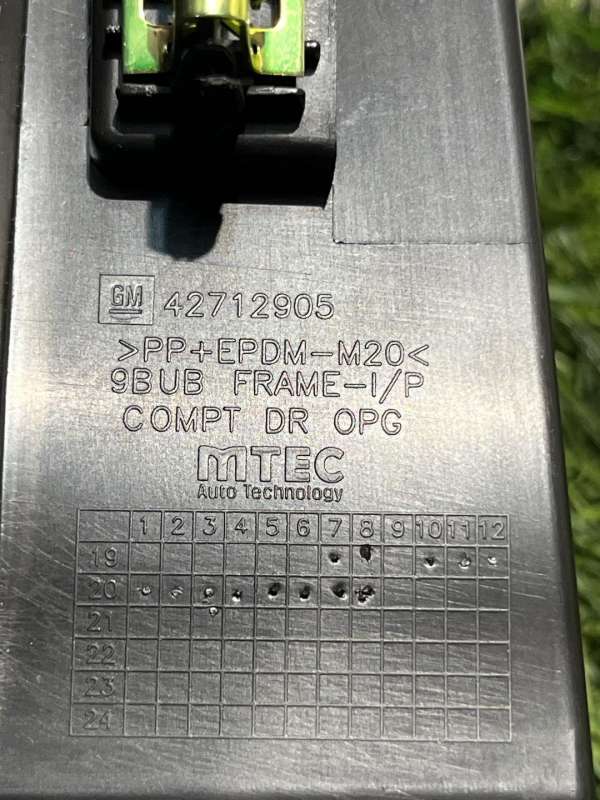 GM 42712905
>PP+EPDM-M20<
9BUB FRAME-I/P
COMPT DR OPG
MTEC
Auto Technology
1 2 3 4 5 6 7 8 9 10 11 12
19
20
21
22
23
24